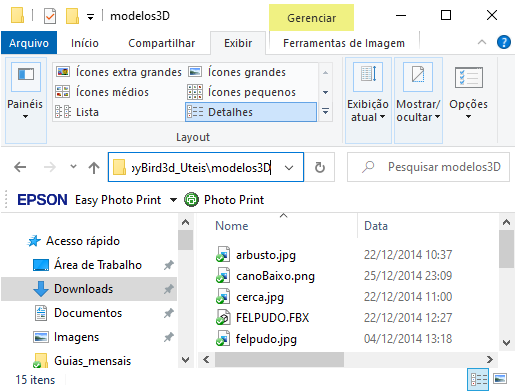 modelos3D
Gerenciar
Arquivo Início Compartilhar Exibir Ferramentas de Imagem
Painéis
Ícones extra grandes Ícones grandes
Ícones médios Ícones pequenos
Lista Detalhes
Layout
Exibição atual
Mostrar/ocultar
Opções
oyBird3d_Uteis\modelos3D
Pesquisar modelos3D
EPSON Easy Photo Print Photo Print
Nome Data
Acesso rápido
Área de Trabalho
Downloads
Documentos
Imagens
Guias_mensais
arbusto.jpg 22/12/2014 10:37
canoBaixo.png 25/12/2014 23:09
cerca.jpg 22/12/2014 11:00
FELPUDO.FBX 22/12/2014 12:27
felpudo.jpg 04/12/2014 13:18
15 itens